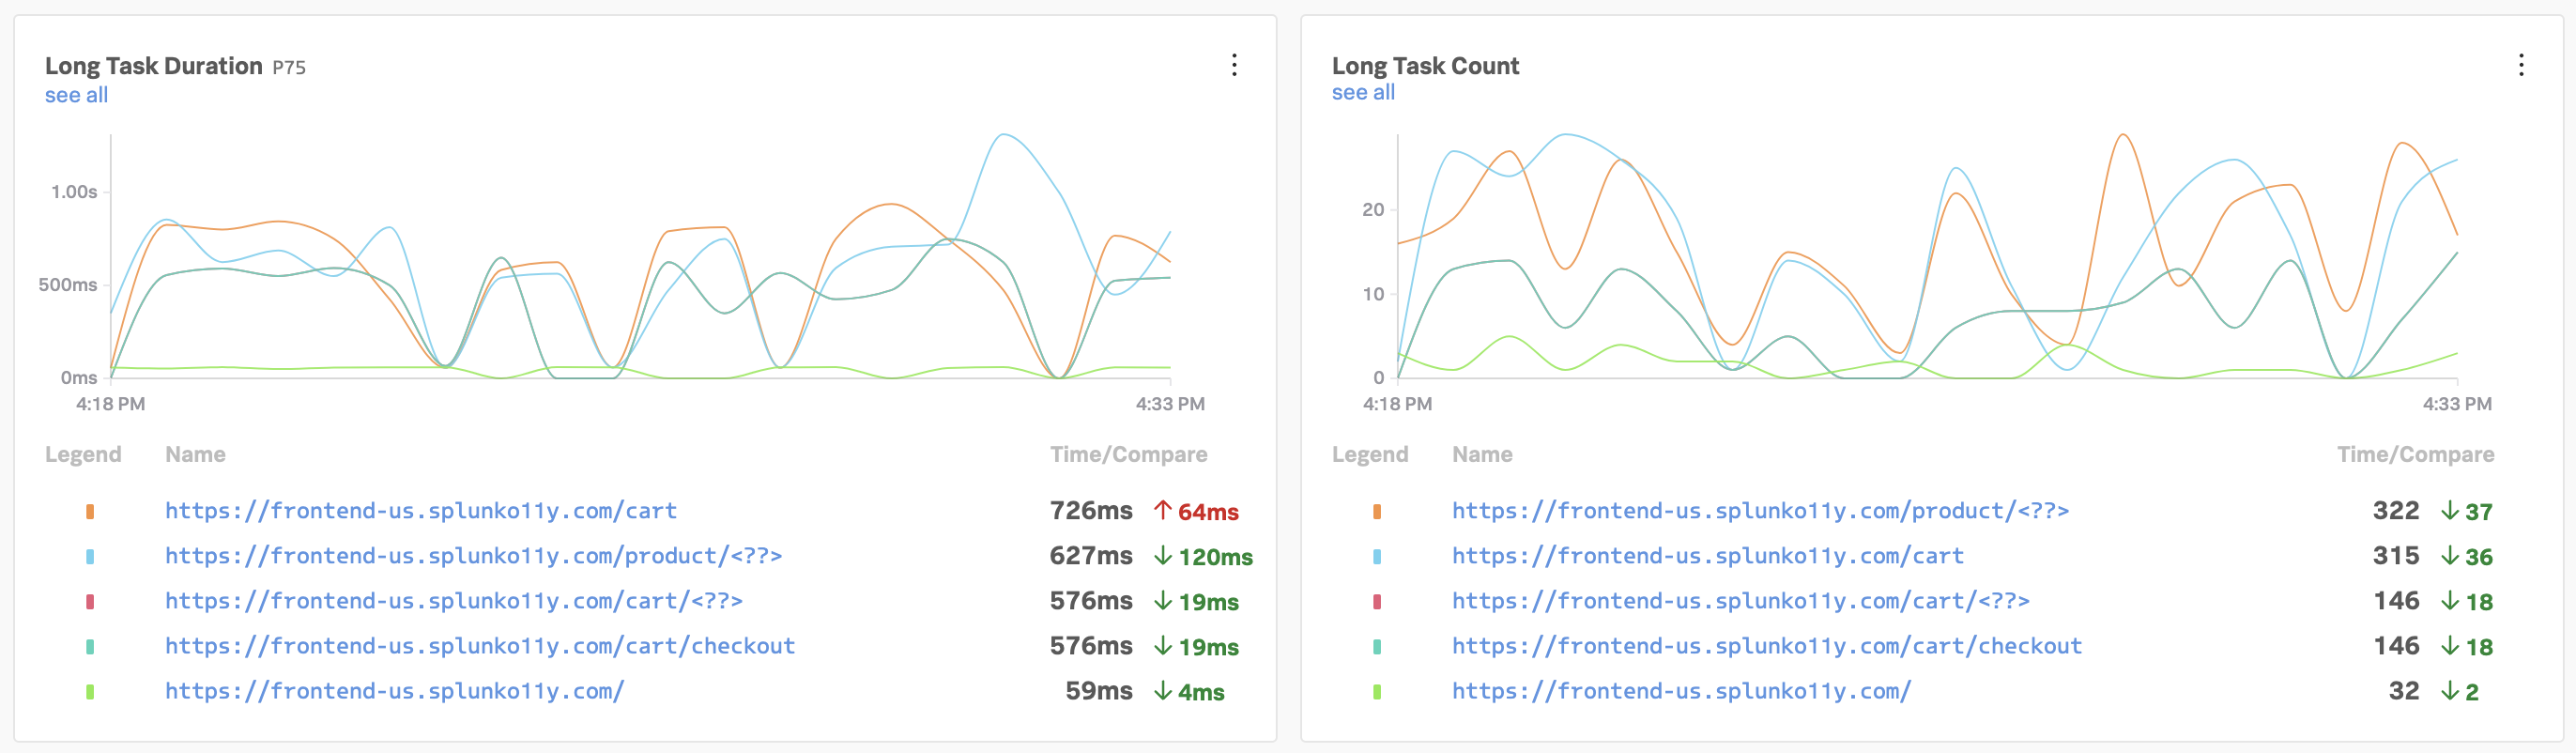 Long Task Duration P75
see all
1.00s
500ms
0ms
4:18 PM 4:33 PM
Legend Name Time/Compare
https://frontend-us.splunko11y.com/cart 726ms ↑ 64ms
https://frontend-us.splunko11y.com/product/<??> 627ms ↓ 120ms
https://frontend-us.splunko11y.com/cart/<??> 576ms ↓ 19ms
https://frontend-us.splunko11y.com/cart/checkout 576ms ↓ 19ms
https://frontend-us.splunko11y.com/ 59ms ↓ 4ms
Long Task Count
see all
20
10
0
4:18 PM 4:33 PM
Legend Name Time/Compare
https://frontend-us.splunko11y.com/product/<??> 322 ↓ 37
https://frontend-us.splunko11y.com/cart 315 ↓ 36
https://frontend-us.splunko11y.com/cart/<??> 146 ↓ 18
https://frontend-us.splunko11y.com/cart/checkout 146 ↓ 18
https://frontend-us.splunko11y.com/ 32 ↓ 2